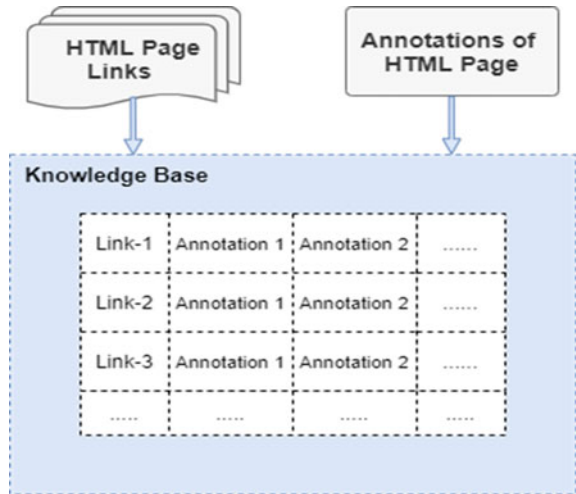 HTML Page
Links
Annotations of
HTML Page
Knowledge Base
Link-1 Annotation 1 Annotation 2 ......
Link-2 Annotation 1 Annotation 2 ......
Link-3 Annotation 1 Annotation 2 ......
..... ..... ..... .....